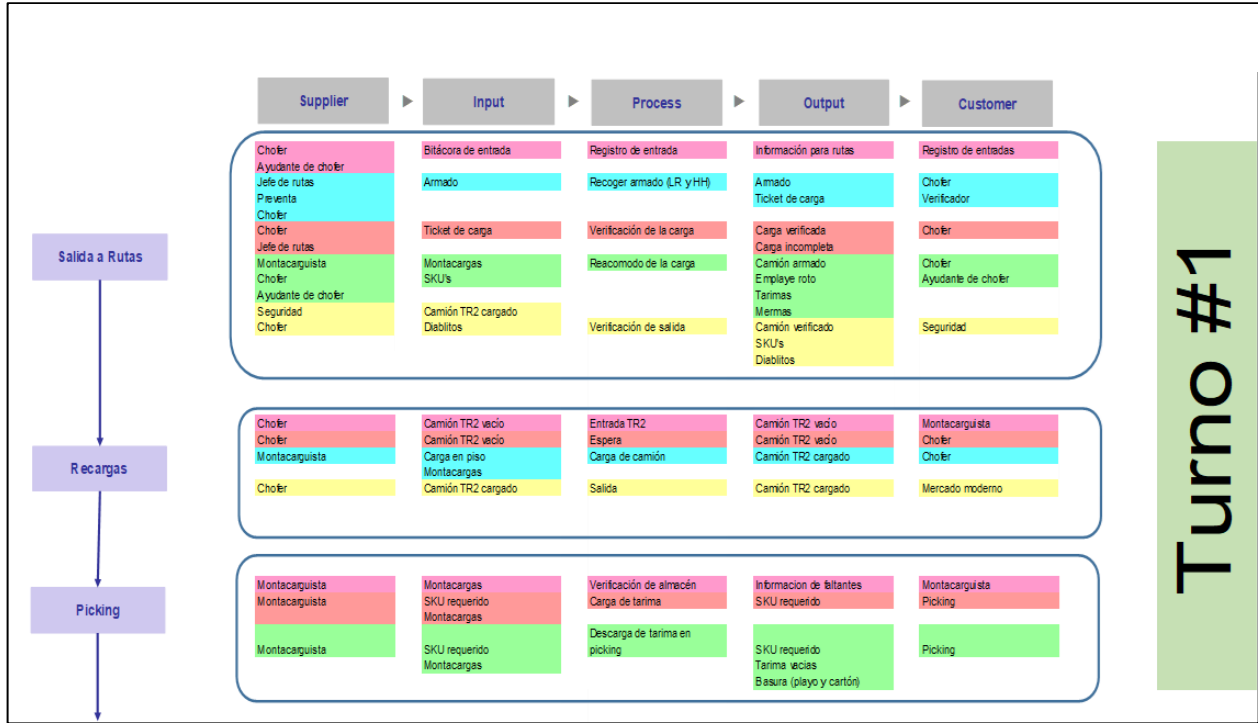 Supplier Input Process Output Customer
Chofer Bitácora de entrada Registro de entrada Información para rutas Registro de entradas
Ayudante de chofer
Jefe de rutas Armado Recoger armado (LR y HH) Armado Chofer
Preventa Ticket de carga Verificador
Chofer
Chofer Ticket de carga Verificación de la carga Carga verificada Chofer
Jefe de rutas Carga incompleta
Montacarguista Montacargas Reacomodo de la carga Camión armado Chofer
Chofer SKU's Emplaye roto Ayudante de chofer
Ayudante de chofer Tarimas
Mermas
Seguridad Camión TR2 cargado
Chofer Diablitos Verificación de salida Camión verificado Seguridad
SKU's
Diablitos
Salida a Rutas
Chofer Camión TR2 vacío Entrada TR2 Camión TR2 vacío Montacarguista
Chofer Camión TR2 vacío Espera Camión TR2 vacío Chofer
Montacarguista Carga en piso Carga de camión Camión TR2 cargado Chofer
Montacargas
Chofer Camión TR2 cargado Salida Camión TR2 cargado Mercado moderno
Recargas
Montacarguista Montacargas Verificación de almacén Informacion de faltantes Montacarguista
Montacarguista SKU requerido Carga de tarima SKU requerido Picking
Montacargas
Descarga de tarima en
Montacarguista SKU requerido picking SKU requerido Picking
Montacargas Tarima vacias
Basura (playo y cartón)
Picking
Turno #1